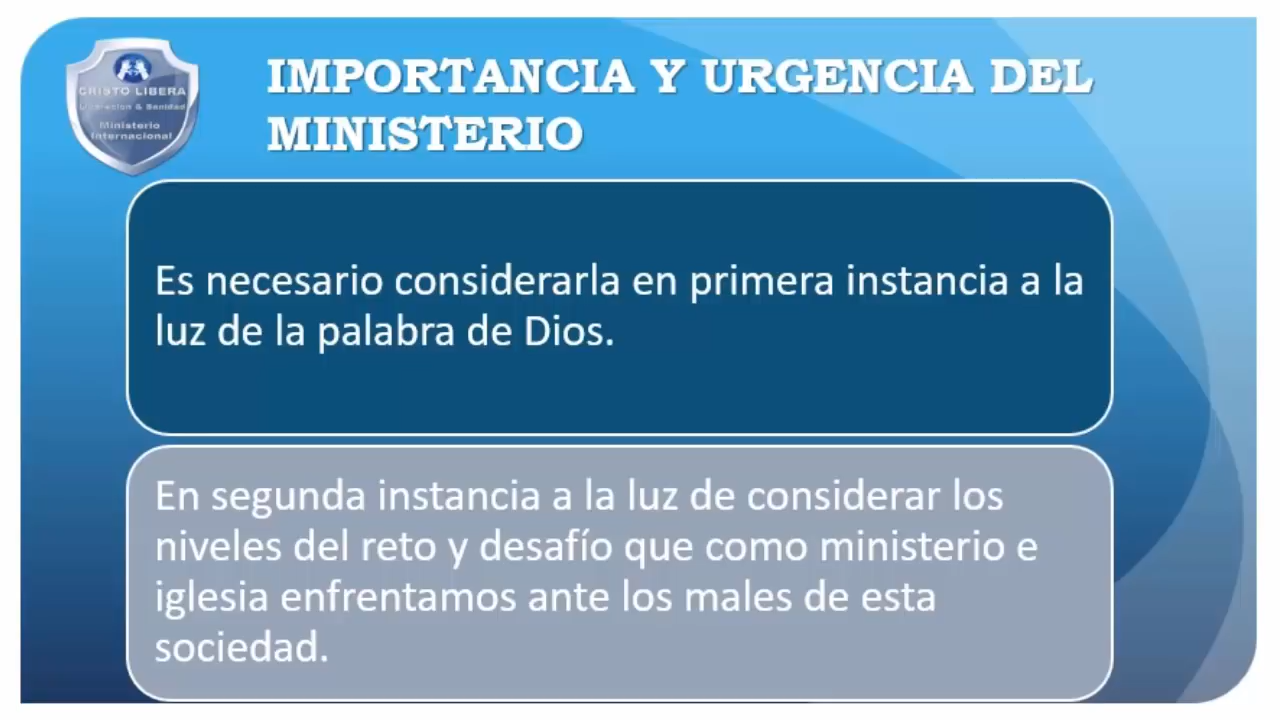 CRISTO LIBERA
Liberacion & Sanidad
Ministerio
Internacional
IMPORTANCIA Y URGENCIA DEL
MINISTERIO
Es necesario considerarla en primera instancia a la
luz de la palabra de Dios.
En segunda instancia a la luz de considerar los
niveles del reto y desafío que como ministerio e
iglesia enfrentamos ante los males de esta
sociedad.